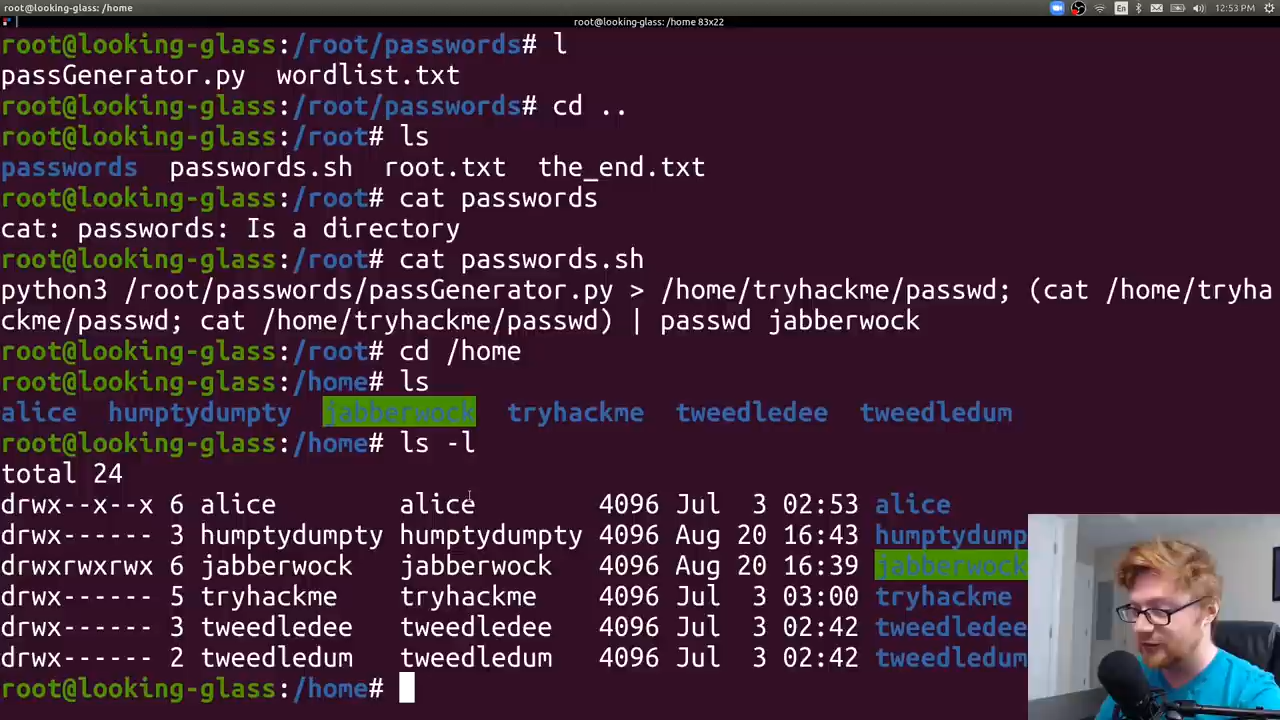 root@looking-glass: /home
En
12:53 PM
root@looking-glass: /home 83x22
root@looking-glass:/root/passwords# l
passGenerator.py  wordlist.txt
root@looking-glass:/root/passwords# cd ..
root@looking-glass:/root# ls
passwords  passwords.sh  root.txt  the_end.txt
root@looking-glass:/root# cat passwords
cat: passwords: Is a directory
root@looking-glass:/root# cat passwords.sh
python3 /root/passwords/passGenerator.py > /home/tryhackme/passwd; (cat /home/tryha
ckme/passwd; cat /home/tryhackme/passwd) | passwd jabberwock
root@looking-glass:/root# cd /home
root@looking-glass:/home# ls
alice  humptydumpty  jabberwock  tryhackme  tweedledee  tweedledum
root@looking-glass:/home# ls -l
total 24
drwx--x--x 6 alice        alice        4096 Jul  3 02:53 alice
drwx------ 3 humptydumpty humptydumpty 4096 Aug 20 16:43 humptydump
drwxrwxrwx 6 jabberwock   jabberwock   4096 Aug 20 16:39 jabberwock
drwx------ 5 tryhackme    tryhackme    4096 Jul  3 03:00 tryhackme
drwx------ 3 tweedledee   tweedledee   4096 Jul  3 02:42 tweedledee
drwx------ 2 tweedledum   tweedledum   4096 Jul  3 02:42 tweedledum
root@looking-glass:/home#